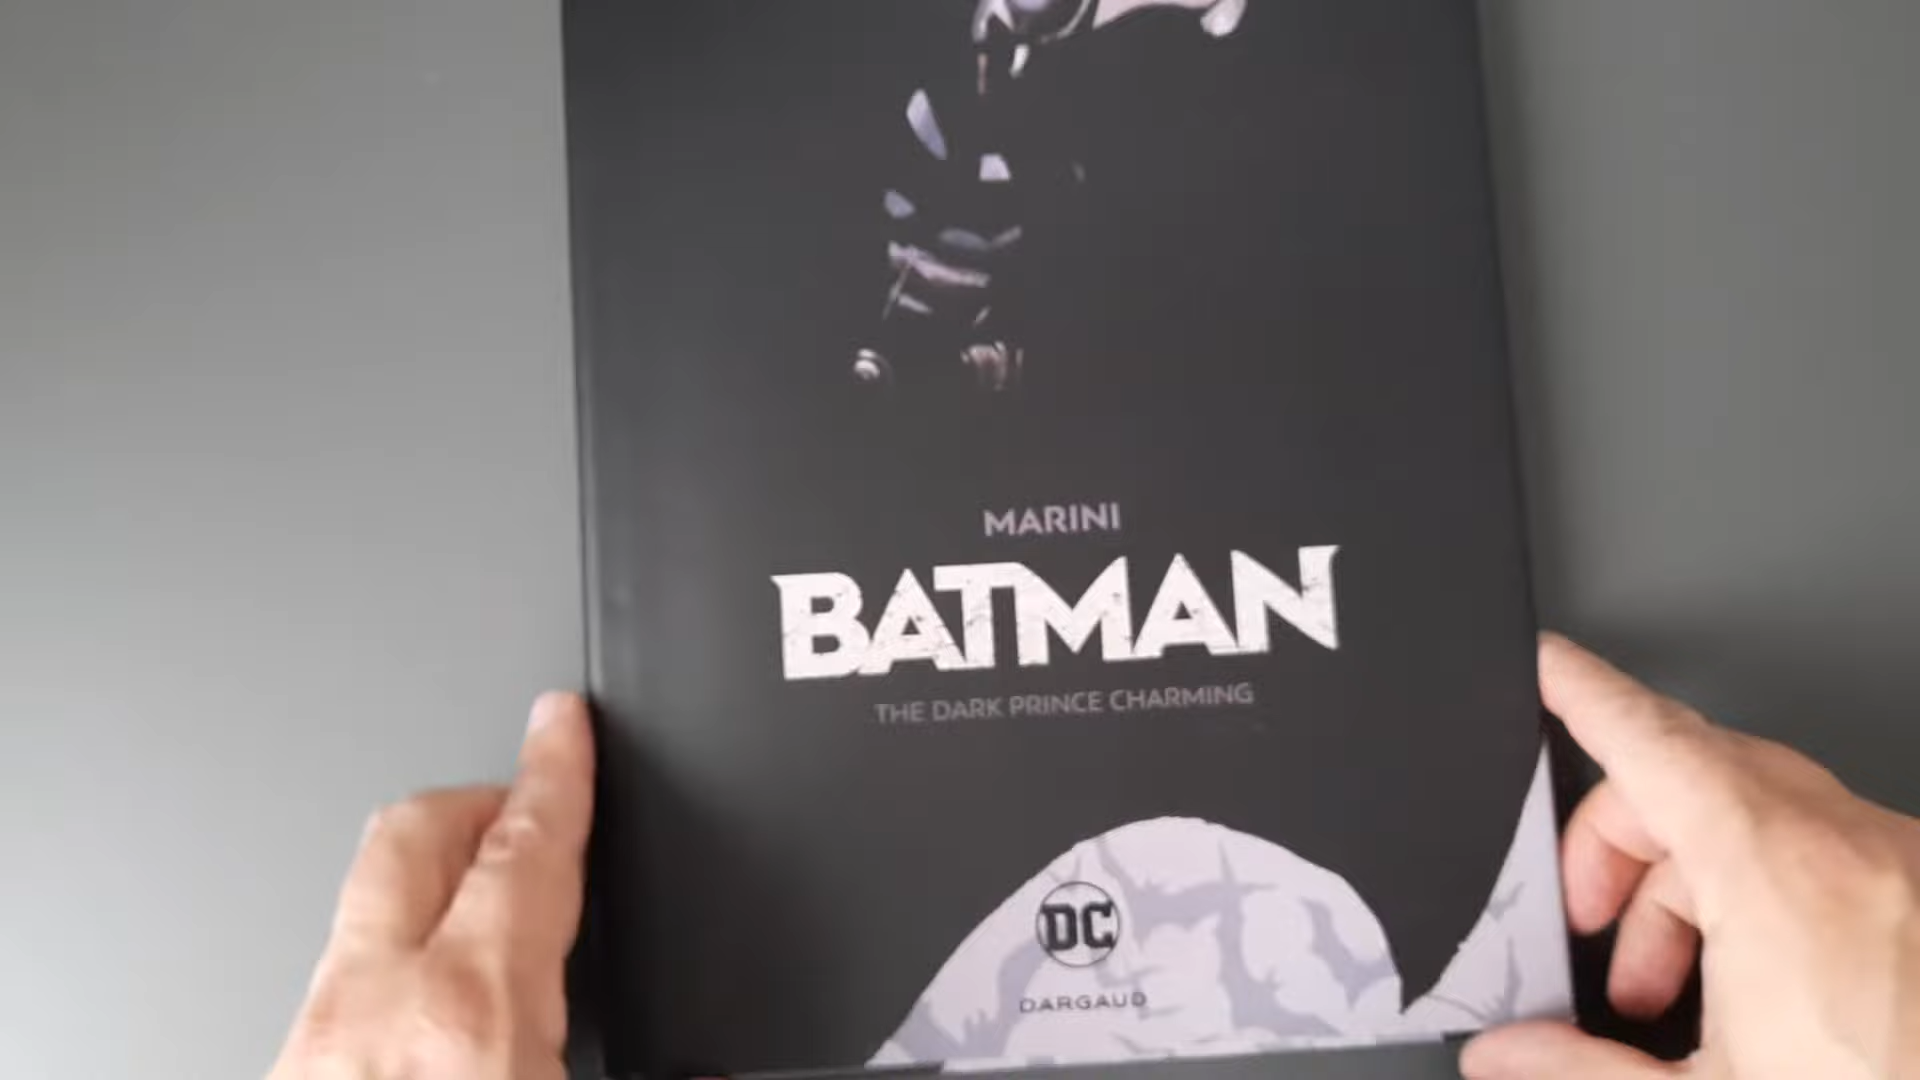 MARINI
BATMAN
THE DARK PRINCE CHARMING
DC
DARGAUD